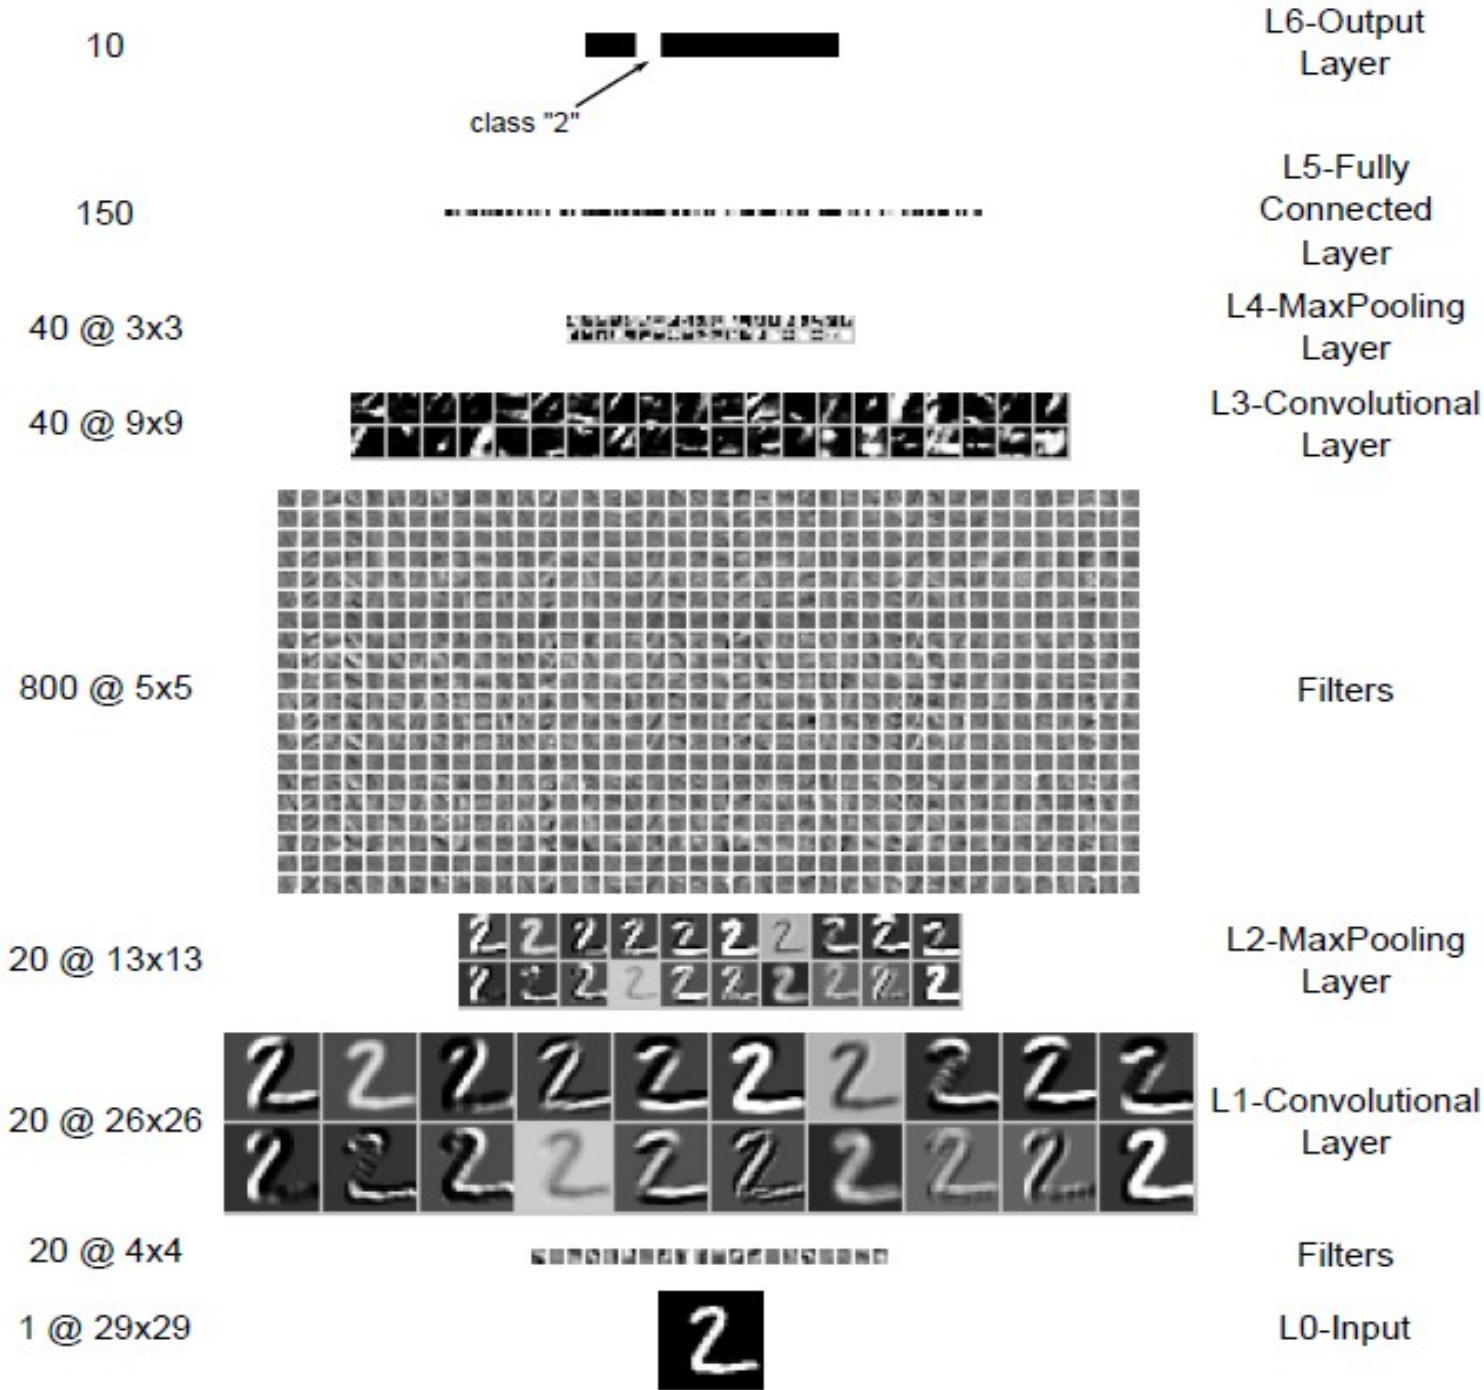 10
L6-Output
Layer
class "2"
150
L5-Fully
Connected
Layer
40 @ 3x3
L4-MaxPooling
Layer
40 @ 9x9
L3-Convolutional
Layer
800 @ 5x5
Filters
20 @ 13x13
L2-MaxPooling
Layer
20 @ 26x26
L1-Convolutional
Layer
20 @ 4x4
Filters
1 @ 29x29
2
L0-Input